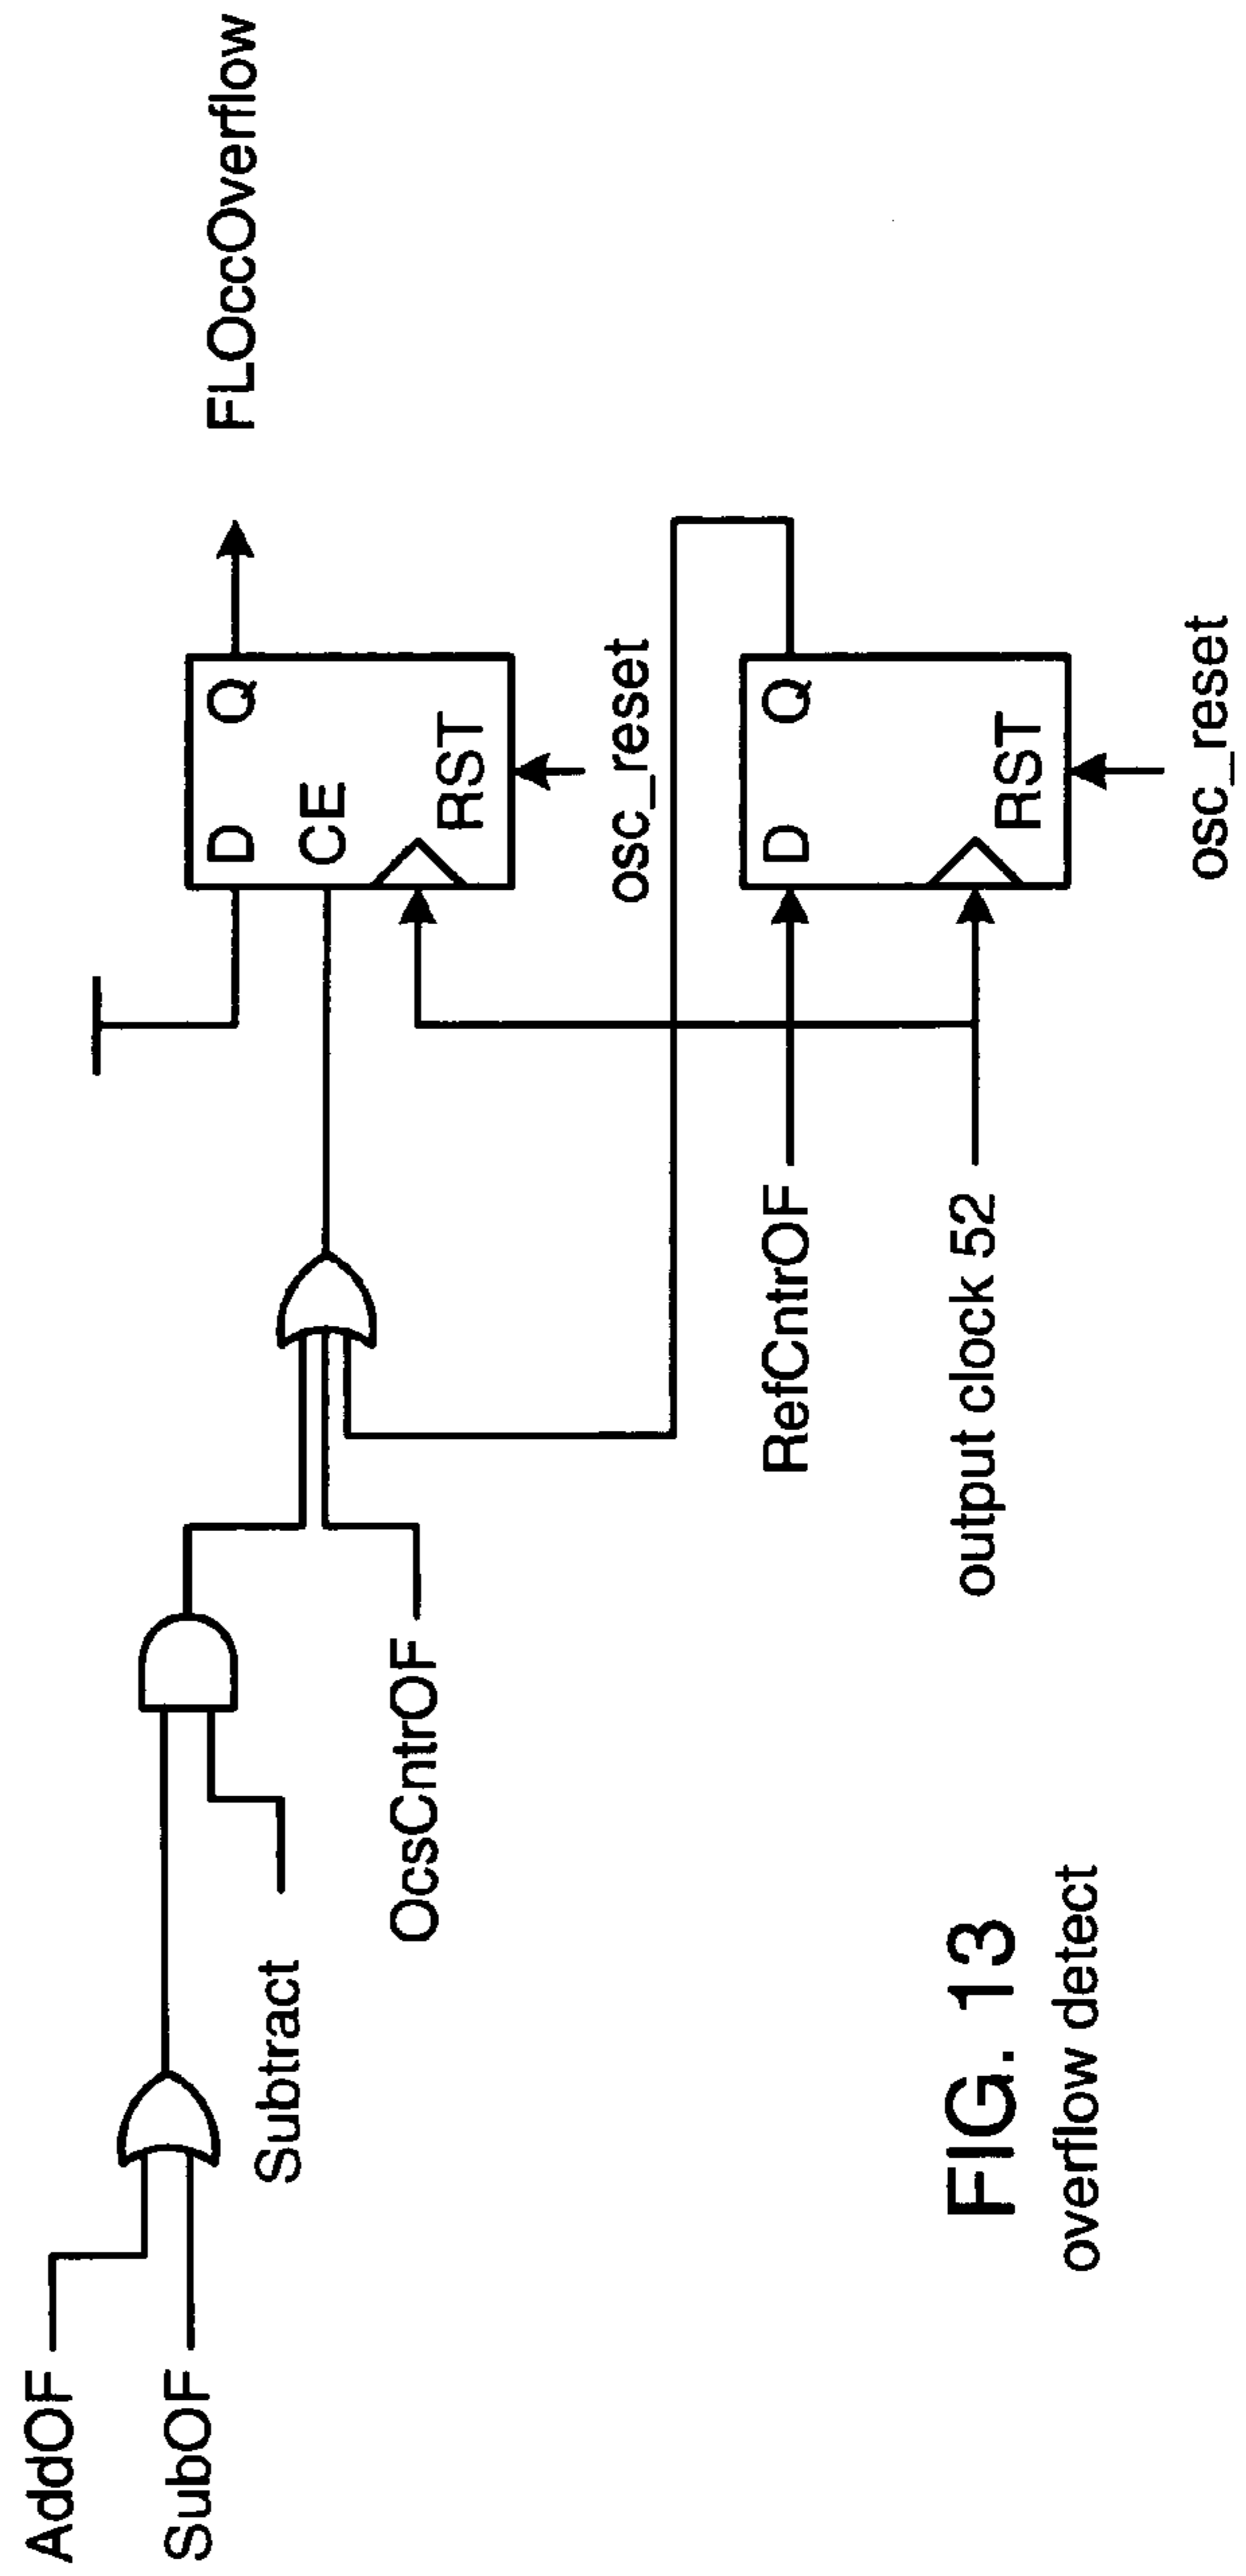 AddOF
SubOF
Subtract
OcsCntrOF
RefCntrOF
output clock 52
D Q
CE
RST
osc_reset
FLOccOverflow
D Q
RST
osc_reset
FIG. 13
overflow detect